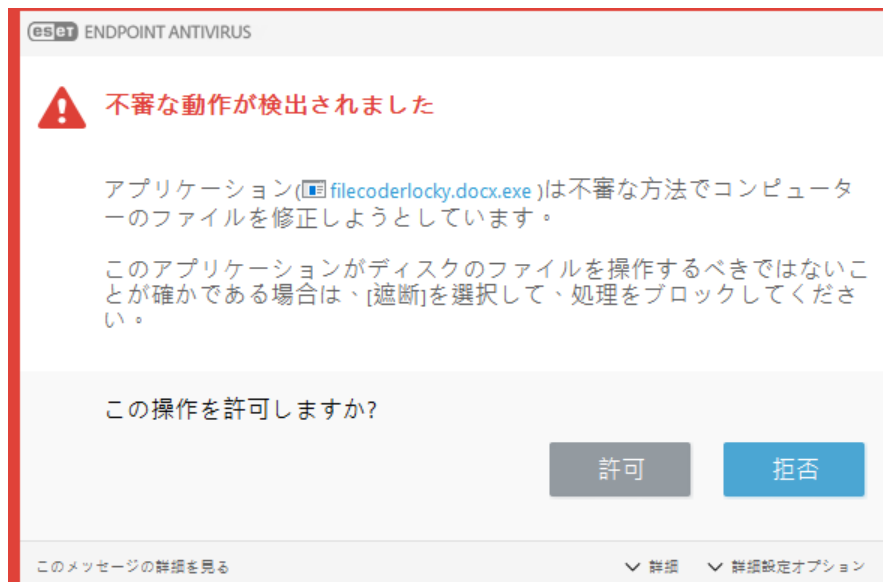 eset ENDPOINT ANTIVIRUS
不審な動作が検出されました
アプリケーション(filecoderlocky.docx.exe )は不審な方法でコンピュータ
ーのファイルを修正しようとしています。
このアプリケーションがディスクのファイルを操作するべきではないこ
とが確かである場合は、[遮断]を選択して、処理をブロックしてくださ
い。
この操作を許可しますか?
許可 拒否
このメッセージの詳細を見る 詳細 詳細設定オプション